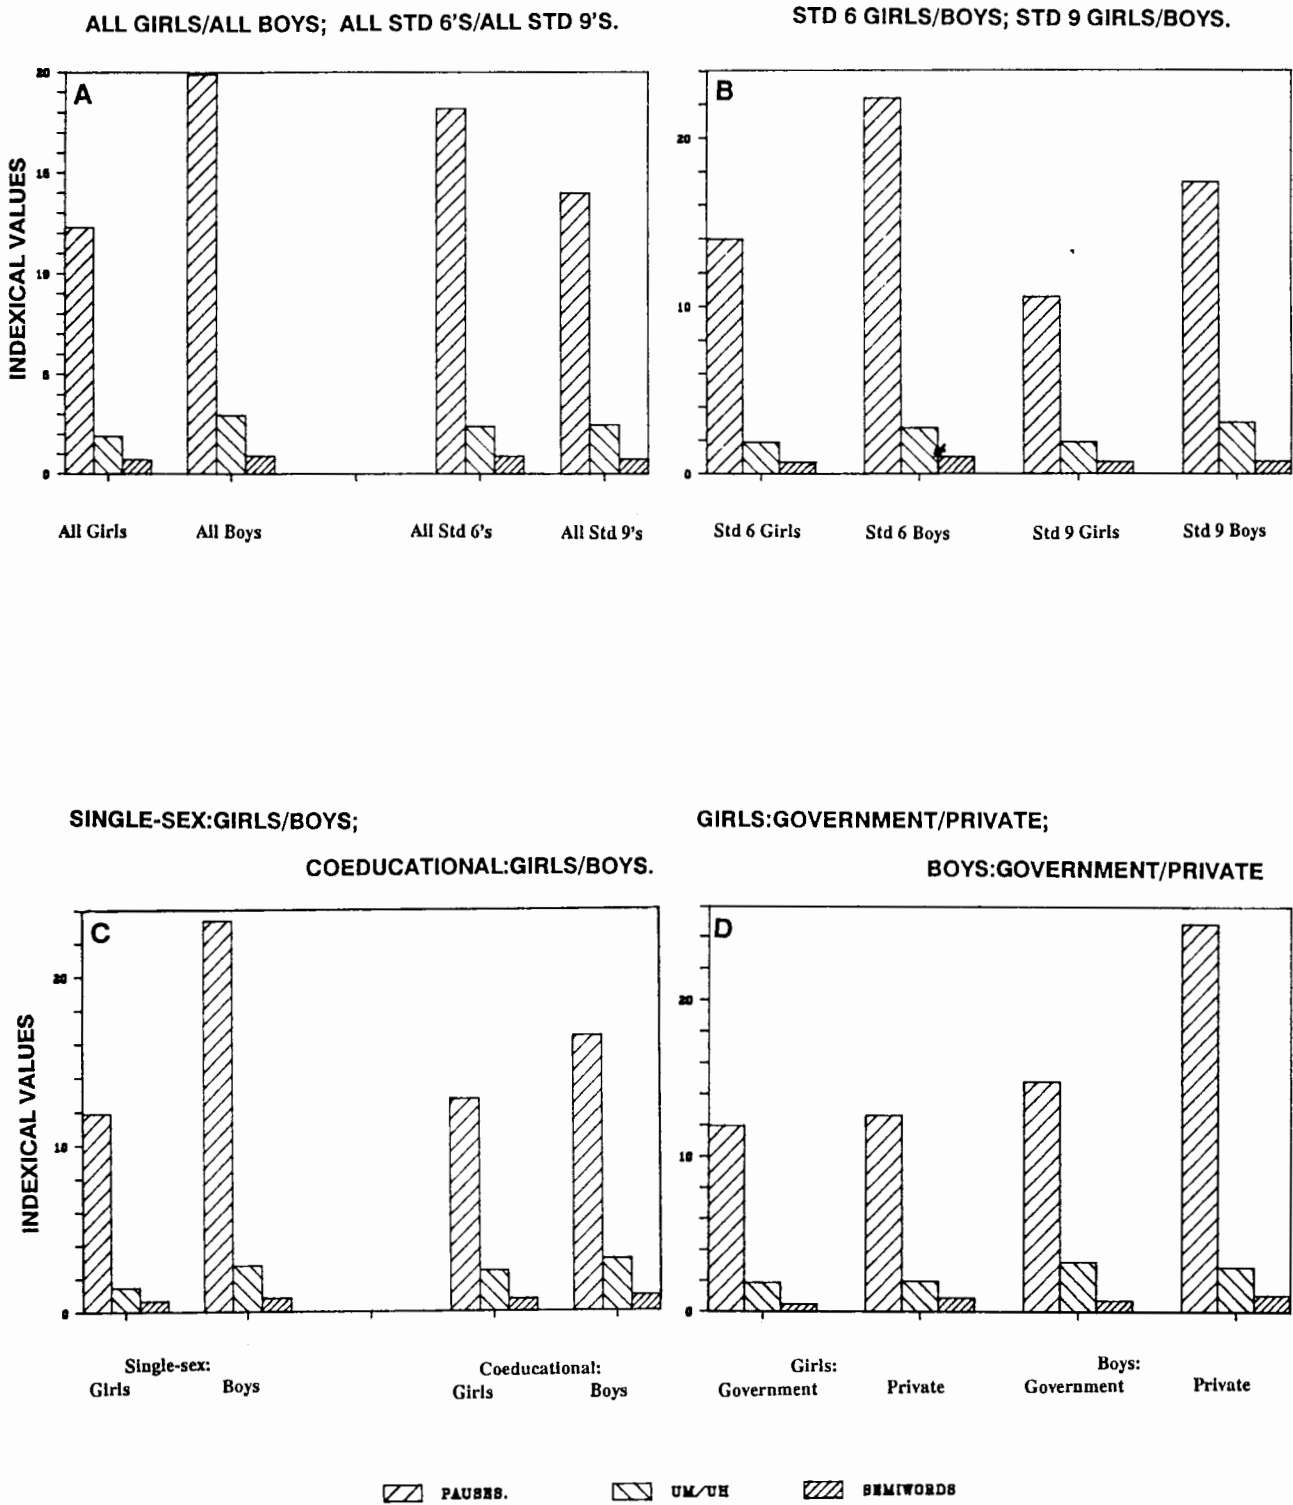 ALL GIRLS/ALL BOYS; ALL STD 6'S/ALL STD 9'S.
A
INDEXICAL VALUES
20
15
10
5
0
All Girls
All Boys
All Std 6's
All Std 9's
STD 6 GIRLS/BOYS; STD 9 GIRLS/BOYS.
B
20
10
0
Std 6 Girls
Std 6 Boys
Std 9 Girls
Std 9 Boys
SINGLE-SEX:GIRLS/BOYS;
COEDUCATIONAL:GIRLS/BOYS.
C
INDEXICAL VALUES
20
10
0
Single-sex:
Girls
Boys
Coeducational:
Girls
Boys
GIRLS:GOVERNMENT/PRIVATE;
BOYS:GOVERNMENT/PRIVATE
D
20
10
0
Girls:
Government
Private
Boys:
Government
Private
PAUSES.
UM/UH
SEMIWORDS